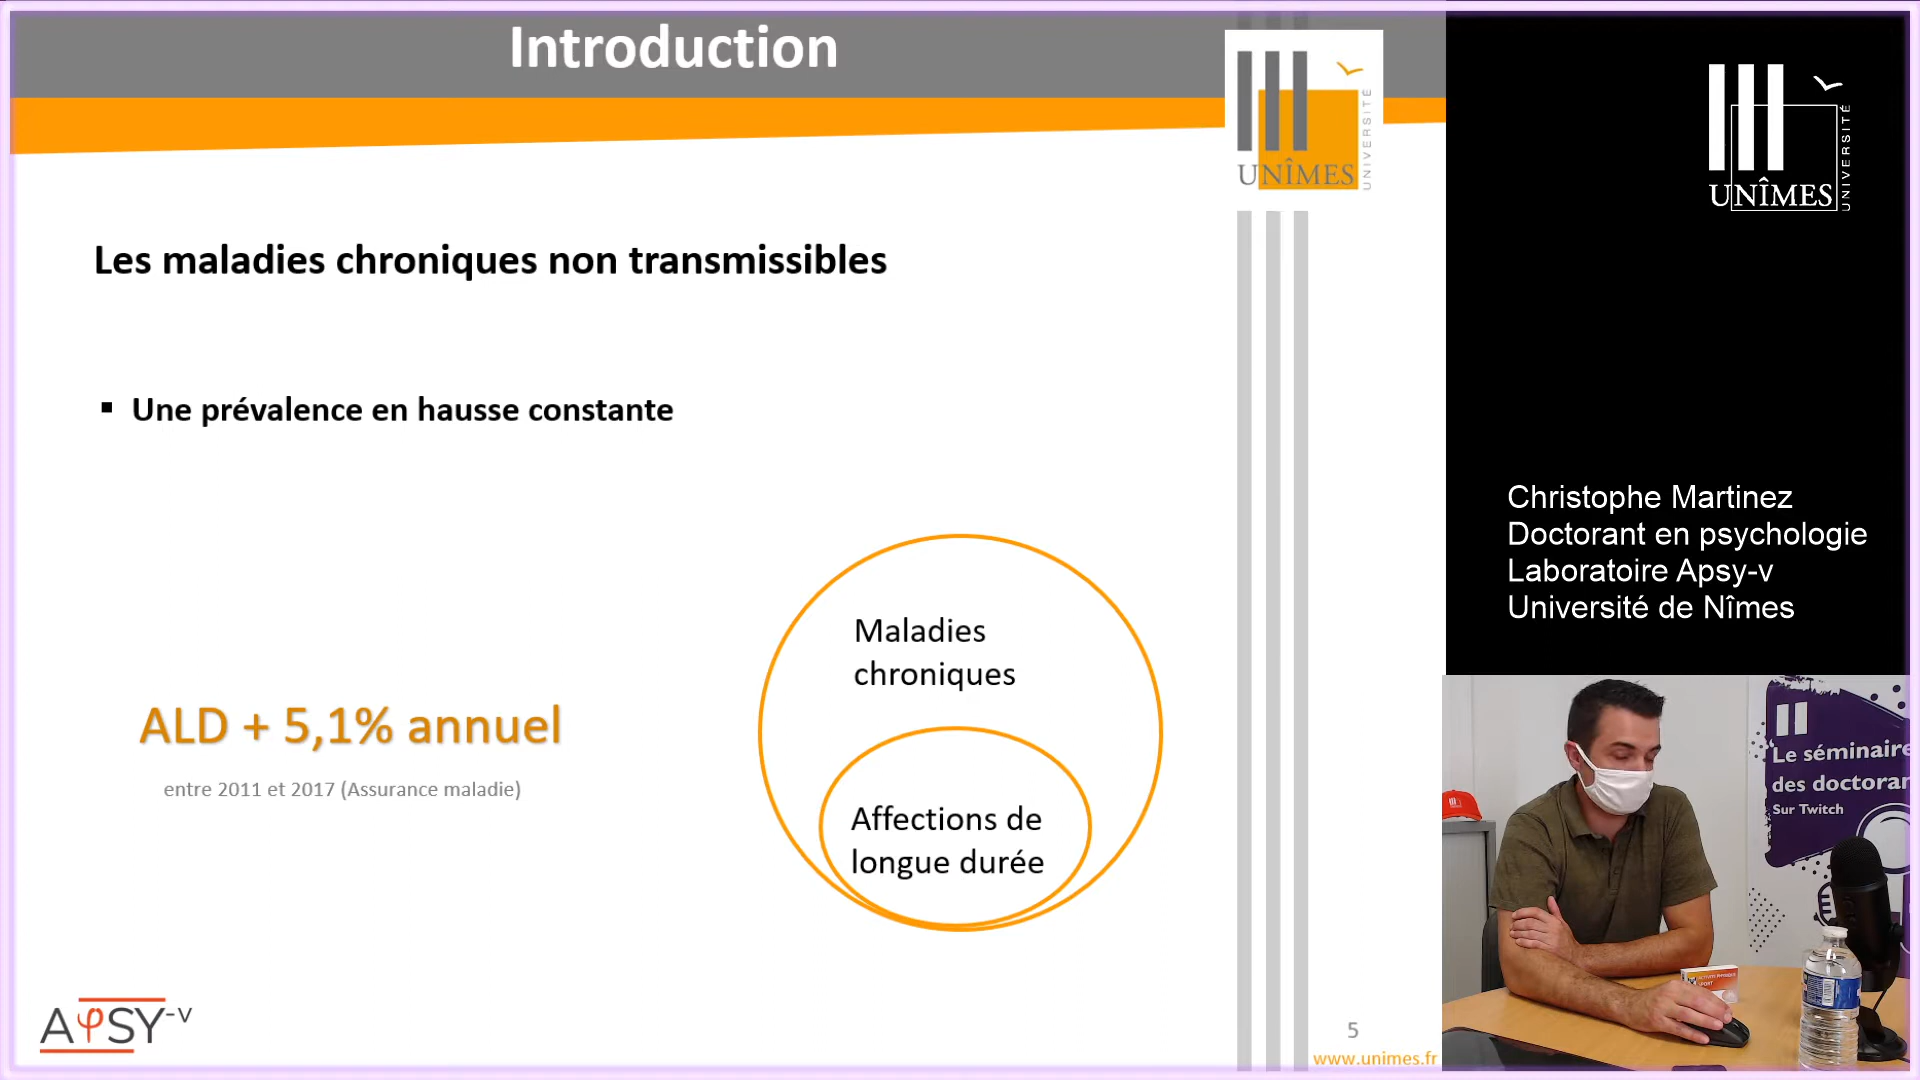 Introduction
UNÎMES
UNIVERSITÉ
Les maladies chroniques non transmissibles
▪ Une prévalence en hausse constante
Maladies
chroniques
ALD + 5,1% annuel
entre 2011 et 2017 (Assurance maladie)
Affections de
longue durée
APSY-V
5
www.unimes.fr
UNÎMES
UNIVERSITÉ
Christophe Martinez
Doctorant en psychologie
Laboratoire Apsy-v
Université de Nîmes
Le séminaire
des doctorar
Sur Twitch